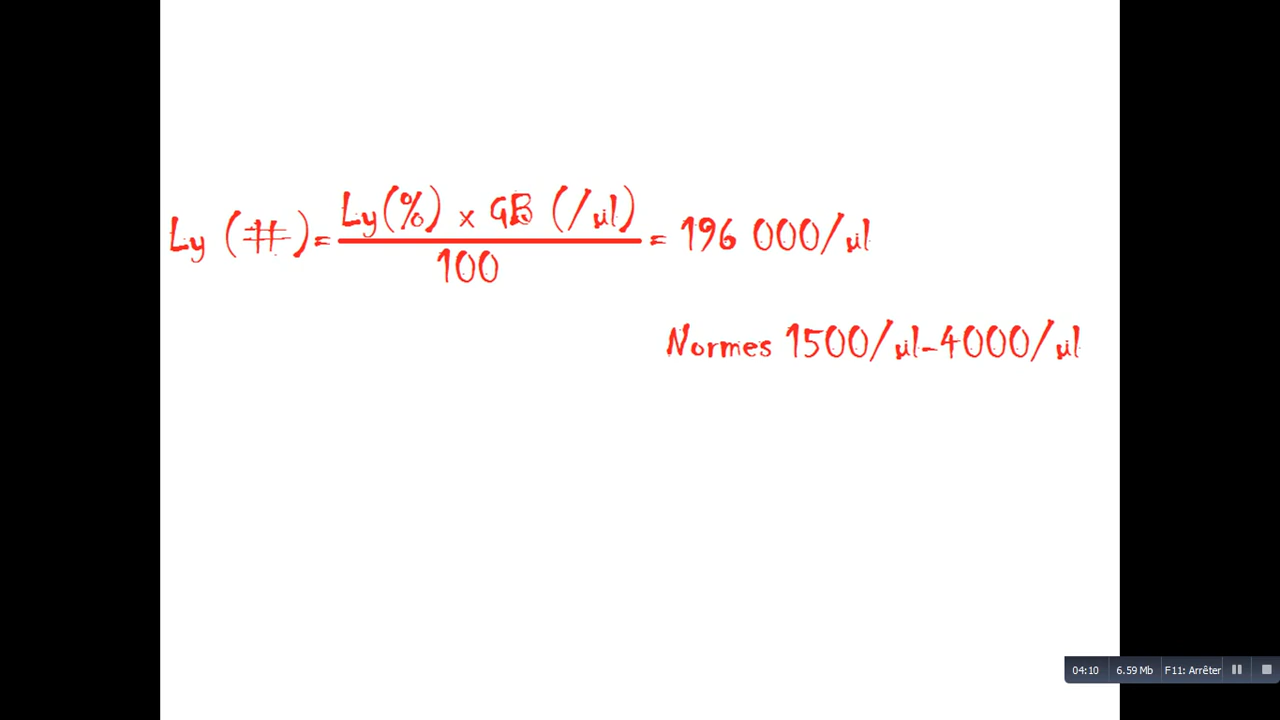 Ly (#)= Ly(%) x GB (/µl) = 196 000/µl
100
Normes 1500/µl-4000/µl
04:10 6.59 Mb F11: Arrêter